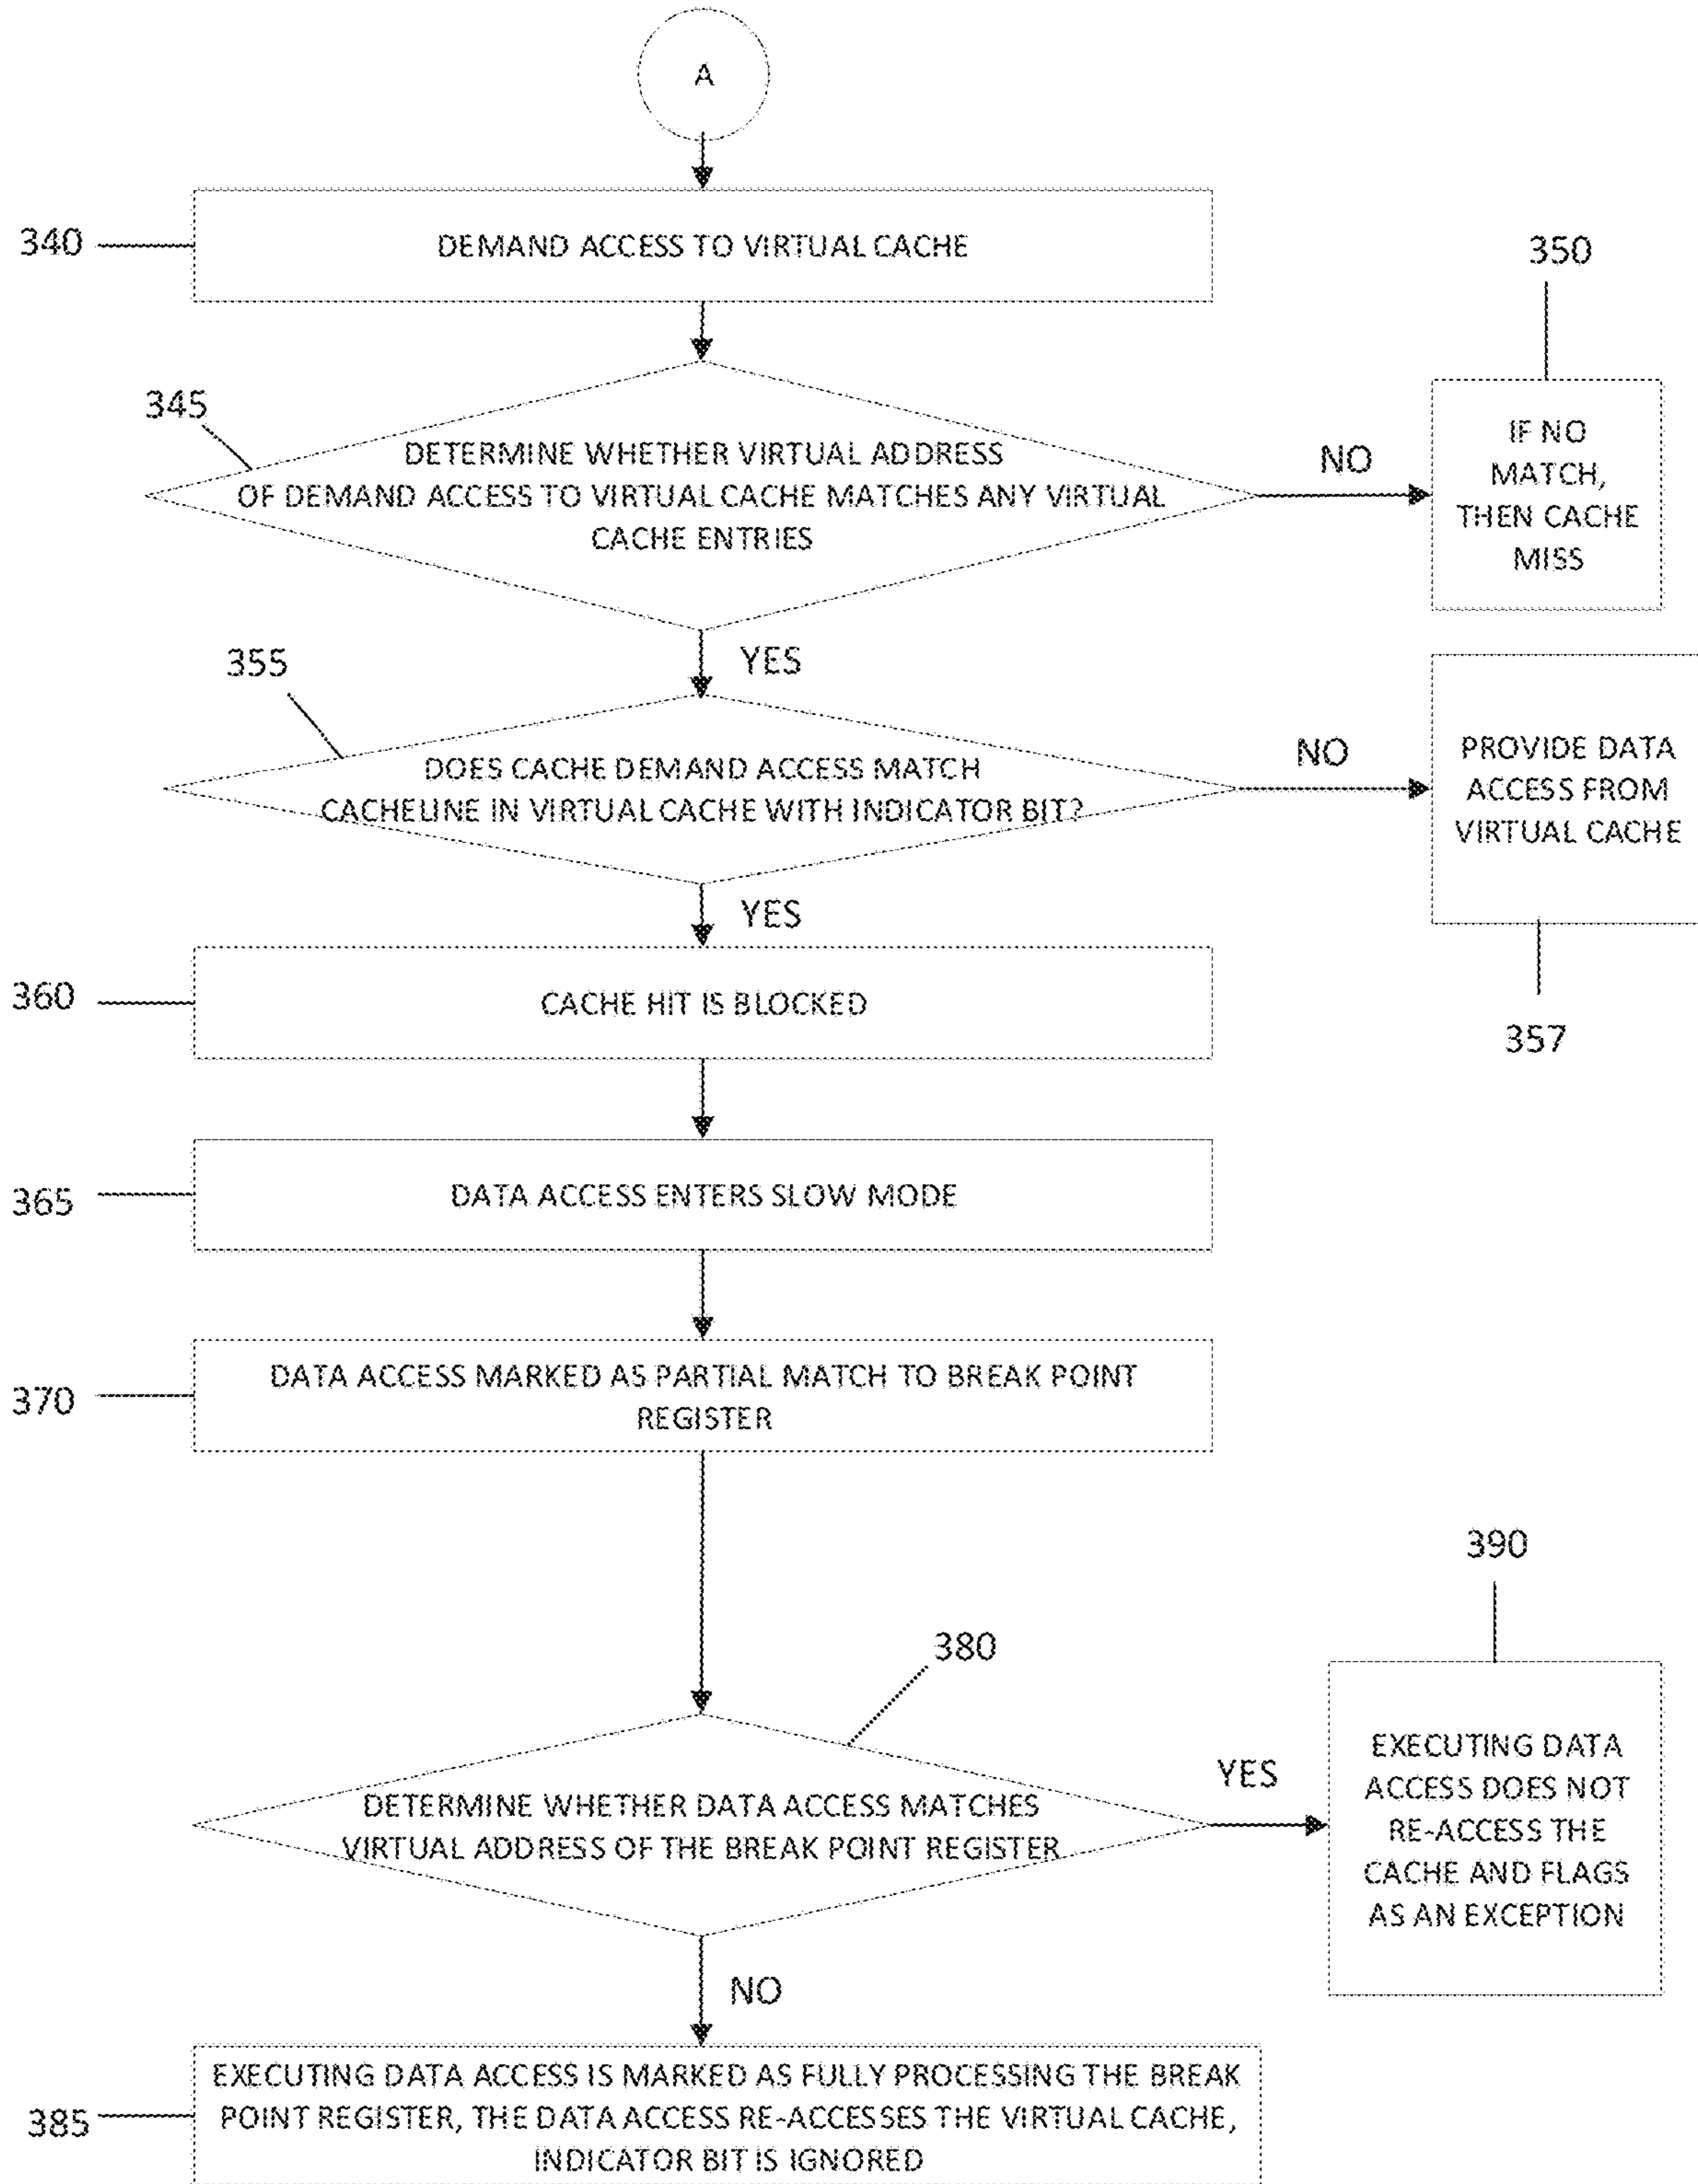 A
340
DEMAND ACCESS TO VIRTUAL CACHE
350
345
DETERMINE WHETHER VIRTUAL ADDRESS
OF DEMAND ACCESS TO VIRTUAL CACHE MATCHES ANY VIRTUAL
CACHE ENTRIES
NO
IF NO
MATCH,
THEN CACHE
MISS
YES
355
DOES CACHE DEMAND ACCESS MATCH
CACHELINE IN VIRTUAL CACHE WITH INDICATOR BIT?
NO
PROVIDE DATA
ACCESS FROM
VIRTUAL CACHE
357
YES
360
CACHE HIT IS BLOCKED
365
DATA ACCESS ENTERS SLOW MODE
370
DATA ACCESS MARKED AS PARTIAL MATCH TO BREAK POINT
REGISTER
380
DETERMINE WHETHER DATA ACCESS MATCHES
VIRTUAL ADDRESS OF THE BREAK POINT REGISTER
YES
390
EXECUTING DATA
ACCESS DOES NOT
RE-ACCESS THE
CACHE AND FLAGS
AS AN EXCEPTION
NO
385
EXECUTING DATA ACCESS IS MARKED AS FULLY PROCESSING THE BREAK
POINT REGISTER, THE DATA ACCESS RE-ACCESSES THE VIRTUAL CACHE,
INDICATOR BIT IS IGNORED